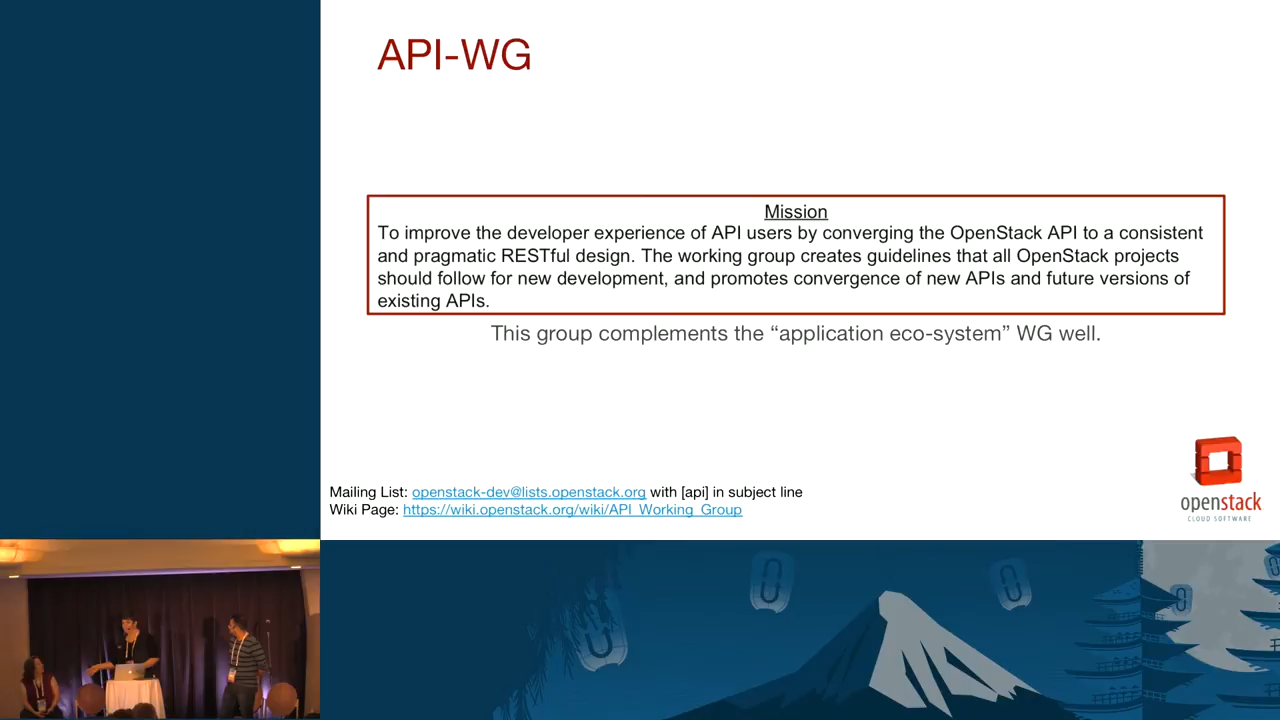 API-WG
Mission
To improve the developer experience of API users by converging the OpenStack API to a consistent
and pragmatic RESTful design. The working group creates guidelines that all OpenStack projects
should follow for new development, and promotes convergence of new APIs and future versions of
existing APIs.
This group complements the “application eco-system” WG well.
Mailing List: openstack-dev@lists.openstack.org with [api] in subject line
Wiki Page: https://wiki.openstack.org/wiki/API_Working_Group
openstack
CLOUD SOFTWARE